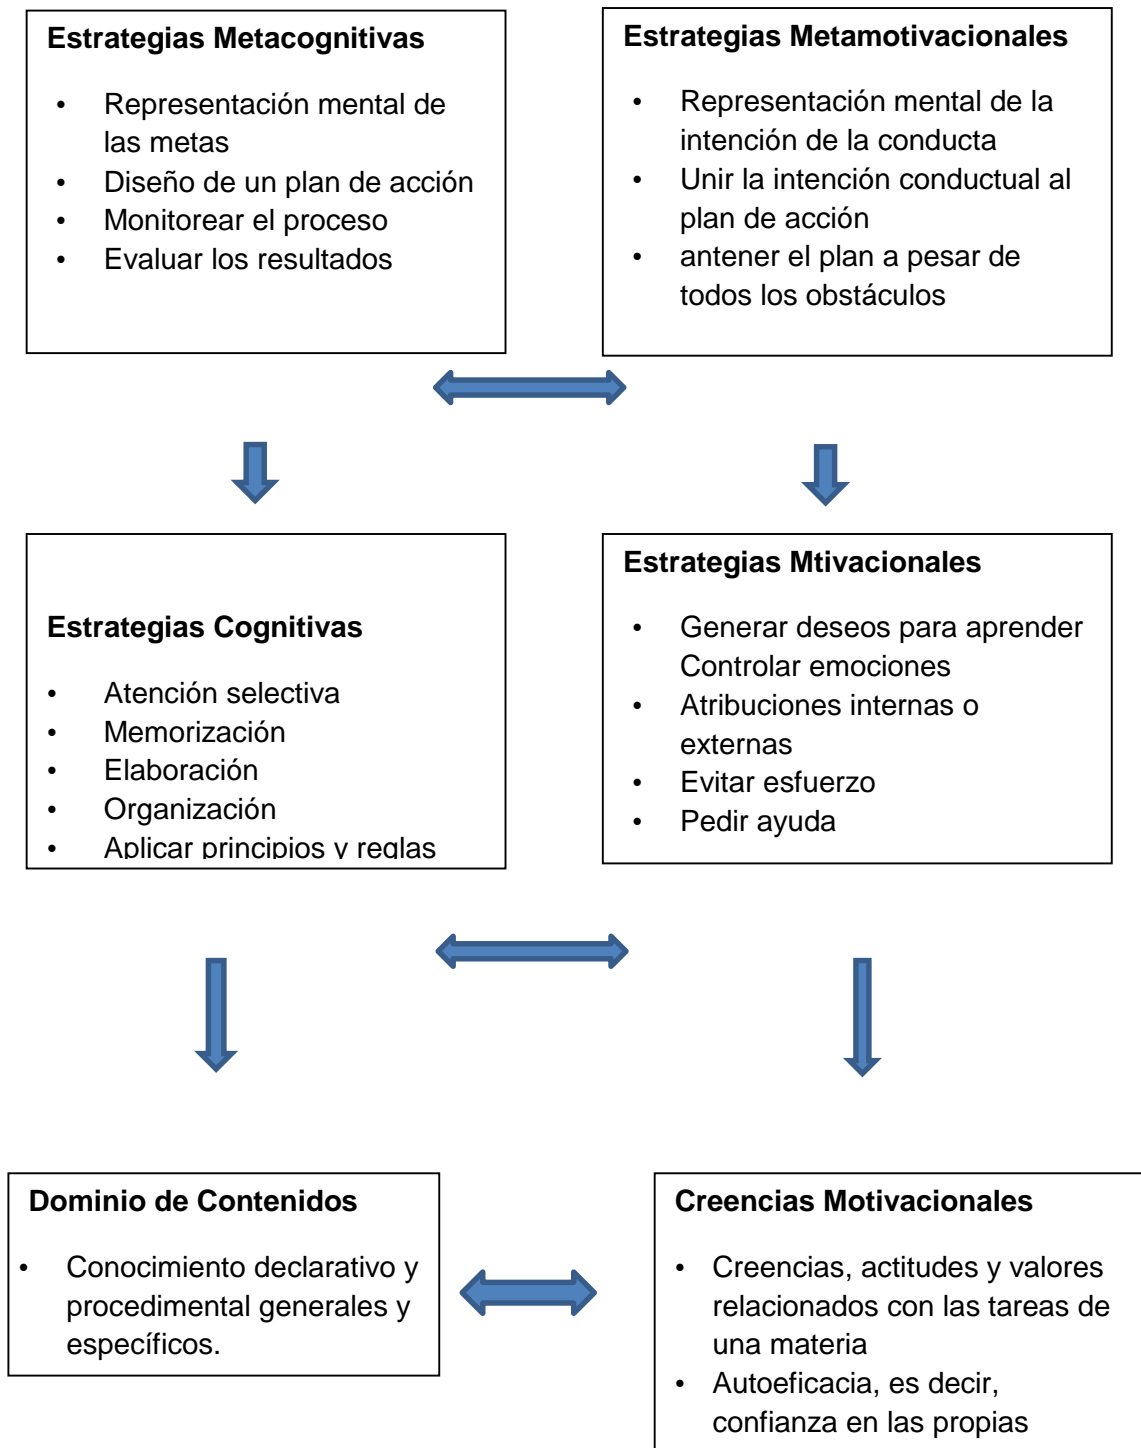 Estrategias Metacognitivas
• Representación mental de
las metas
• Diseño de un plan de acción
• Monitorear el proceso
• Evaluar los resultados
Estrategias Metamotivacionales
• Representación mental de la
intención de la conducta
• Unir la intención conductual al
plan de acción
• antener el plan a pesar de
todos los obstáculos
Estrategias Cognitivas
• Atención selectiva
• Memorización
• Elaboración
• Organización
• Aplicar principios y reglas
Estrategias Mtivacionales
• Generar deseos para aprender
Controlar emociones
• Atribuciones internas o
externas
• Evitar esfuerzo
• Pedir ayuda
Dominio de Contenidos
• Conocimiento declarativo y
procedimental generales y
específicos.
Creencias Motivacionales
• Creencias, actitudes y valores
relacionados con las tareas de
una materia
• Autoeficacia, es decir,
confianza en las propias